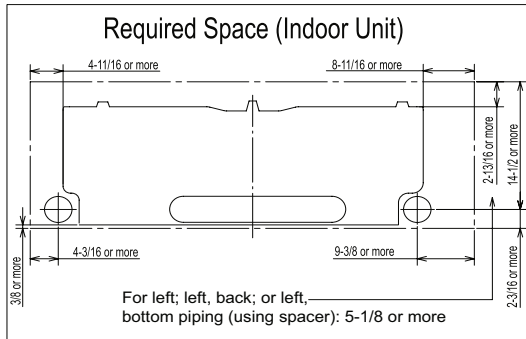 Required Space (Indoor Unit)
4-11/16 or more
8-11/16 or more
2-13/16 or more
14-1/2 or more
3/8 or more
4-3/16 or more
9-3/8 or more
2-3/16 or more
For left; left, back; or left,
bottom piping (using spacer): 5-1/8 or more